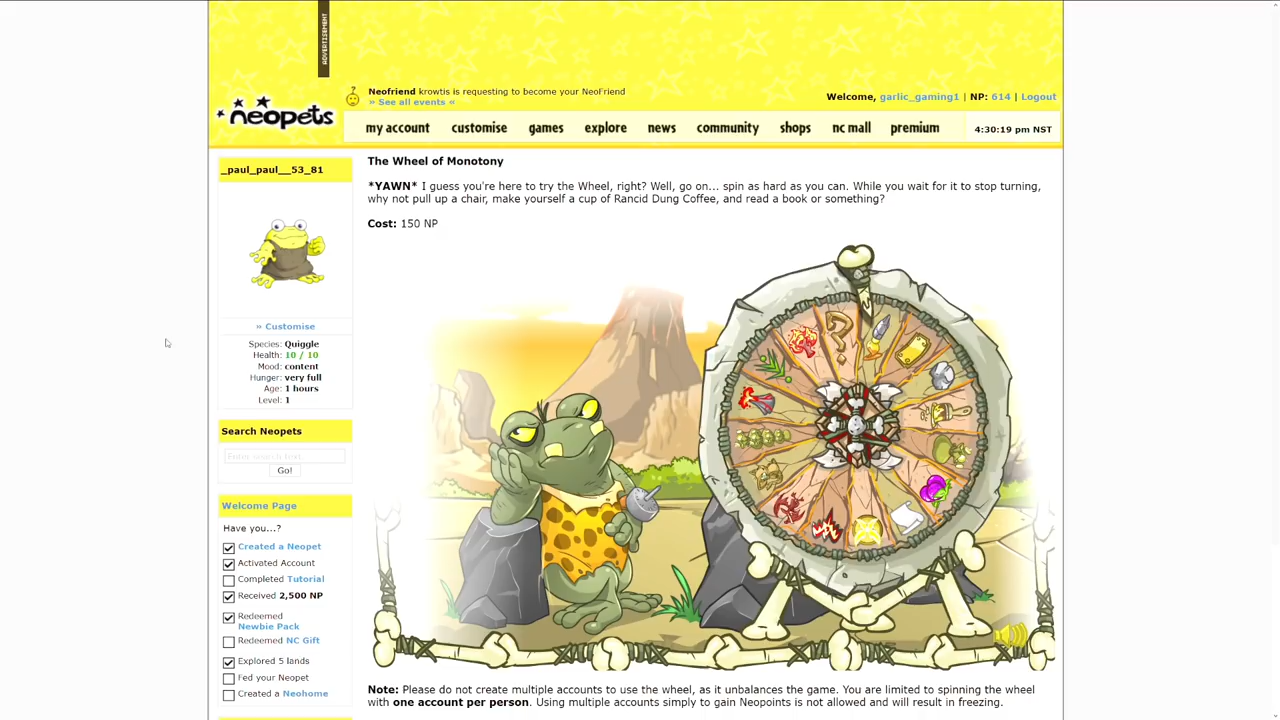 ADVERTISEMENT
Neofriend krowtis is requesting to become your NeoFriend
» See all events «
Welcome, garlic_gaming1 | NP: 614 | Logout
neopets
my account customise games explore news community shops nc mall premium 4:30:19 pm NST
_paul_paul__53_81
» Customise
Species: Quiggle
Health: 10 / 10
Mood: content
Hunger: very full
Age: 1 hours
Level: 1
Search Neopets
Enter search text...
Go!
Welcome Page
Have you...?
Created a Neopet
Activated Account
Completed Tutorial
Received 2,500 NP
Redeemed
Newbie Pack
Redeemed NC Gift
Explored 5 lands
Fed your Neopet
Created a Neohome
The Wheel of Monotony
*YAWN* I guess you're here to try the Wheel, right? Well, go on... spin as hard as you can. While you wait for it to stop turning,
why not pull up a chair, make yourself a cup of Rancid Dung Coffee, and read a book or something?
Cost: 150 NP
Note: Please do not create multiple accounts to use the wheel, as it unbalances the game. You are limited to spinning the wheel
with one account per person. Using multiple accounts simply to gain Neopoints is not allowed and will result in freezing.